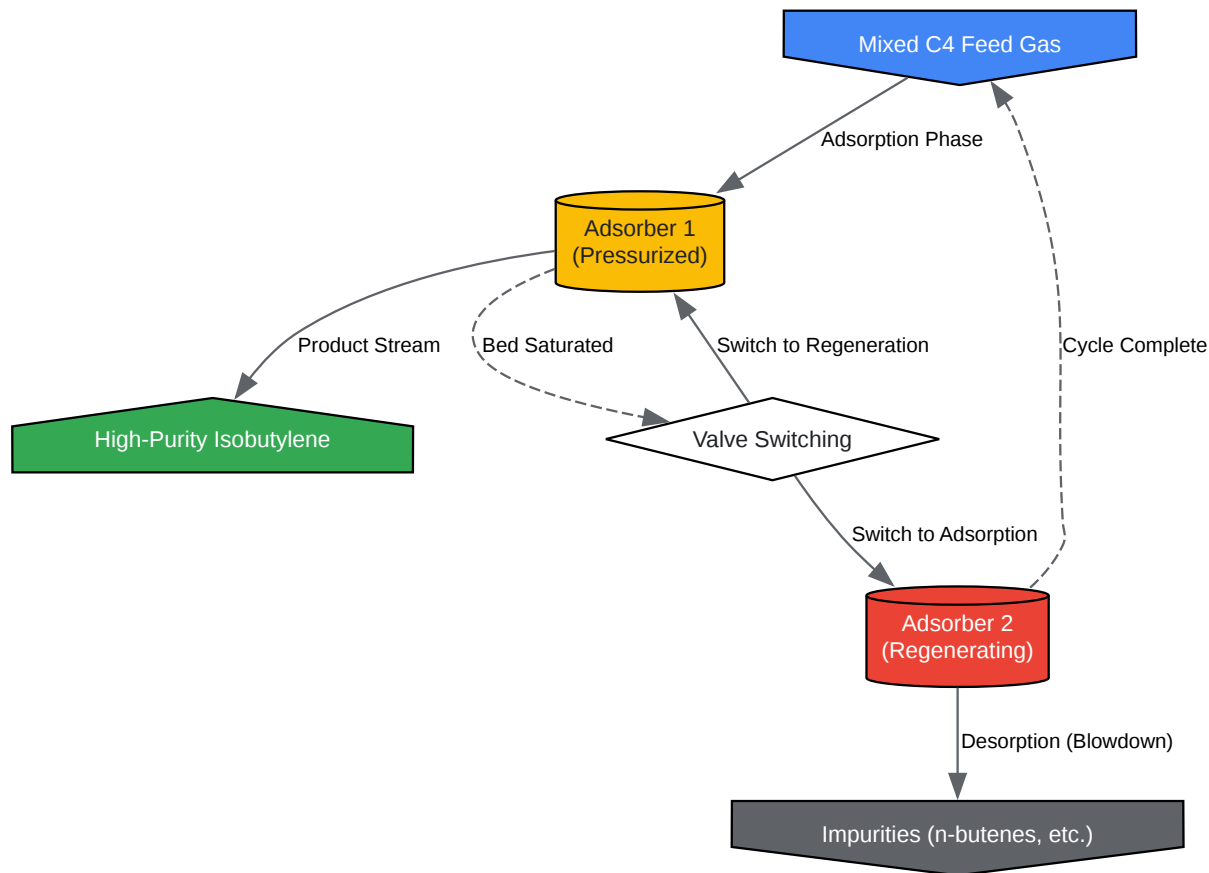 Mixed C4 Feed Gas
Adsorption Phase
Adsorber 1
(Pressurized)
Product Stream
Bed Saturated
Switch to Regeneration
Cycle Complete
High-Purity Isobutylene
Valve Switching
Switch to Adsorption
Adsorber 2
(Regenerating)
Desorption (Blowdown)
Impurities (n-butenes, etc.)